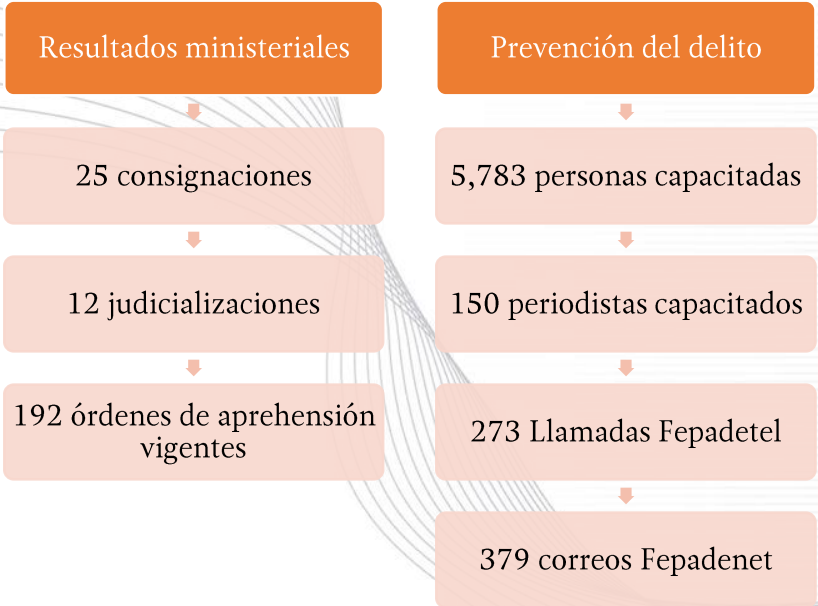 Resultados ministeriales
25 consignaciones
12 judicializaciones
192 órdenes de aprehensión
vigentes
Prevención del delito
5,783 personas capacitadas
150 periodistas capacitados
273 Llamadas Fepadetel
379 correos Fepadenet